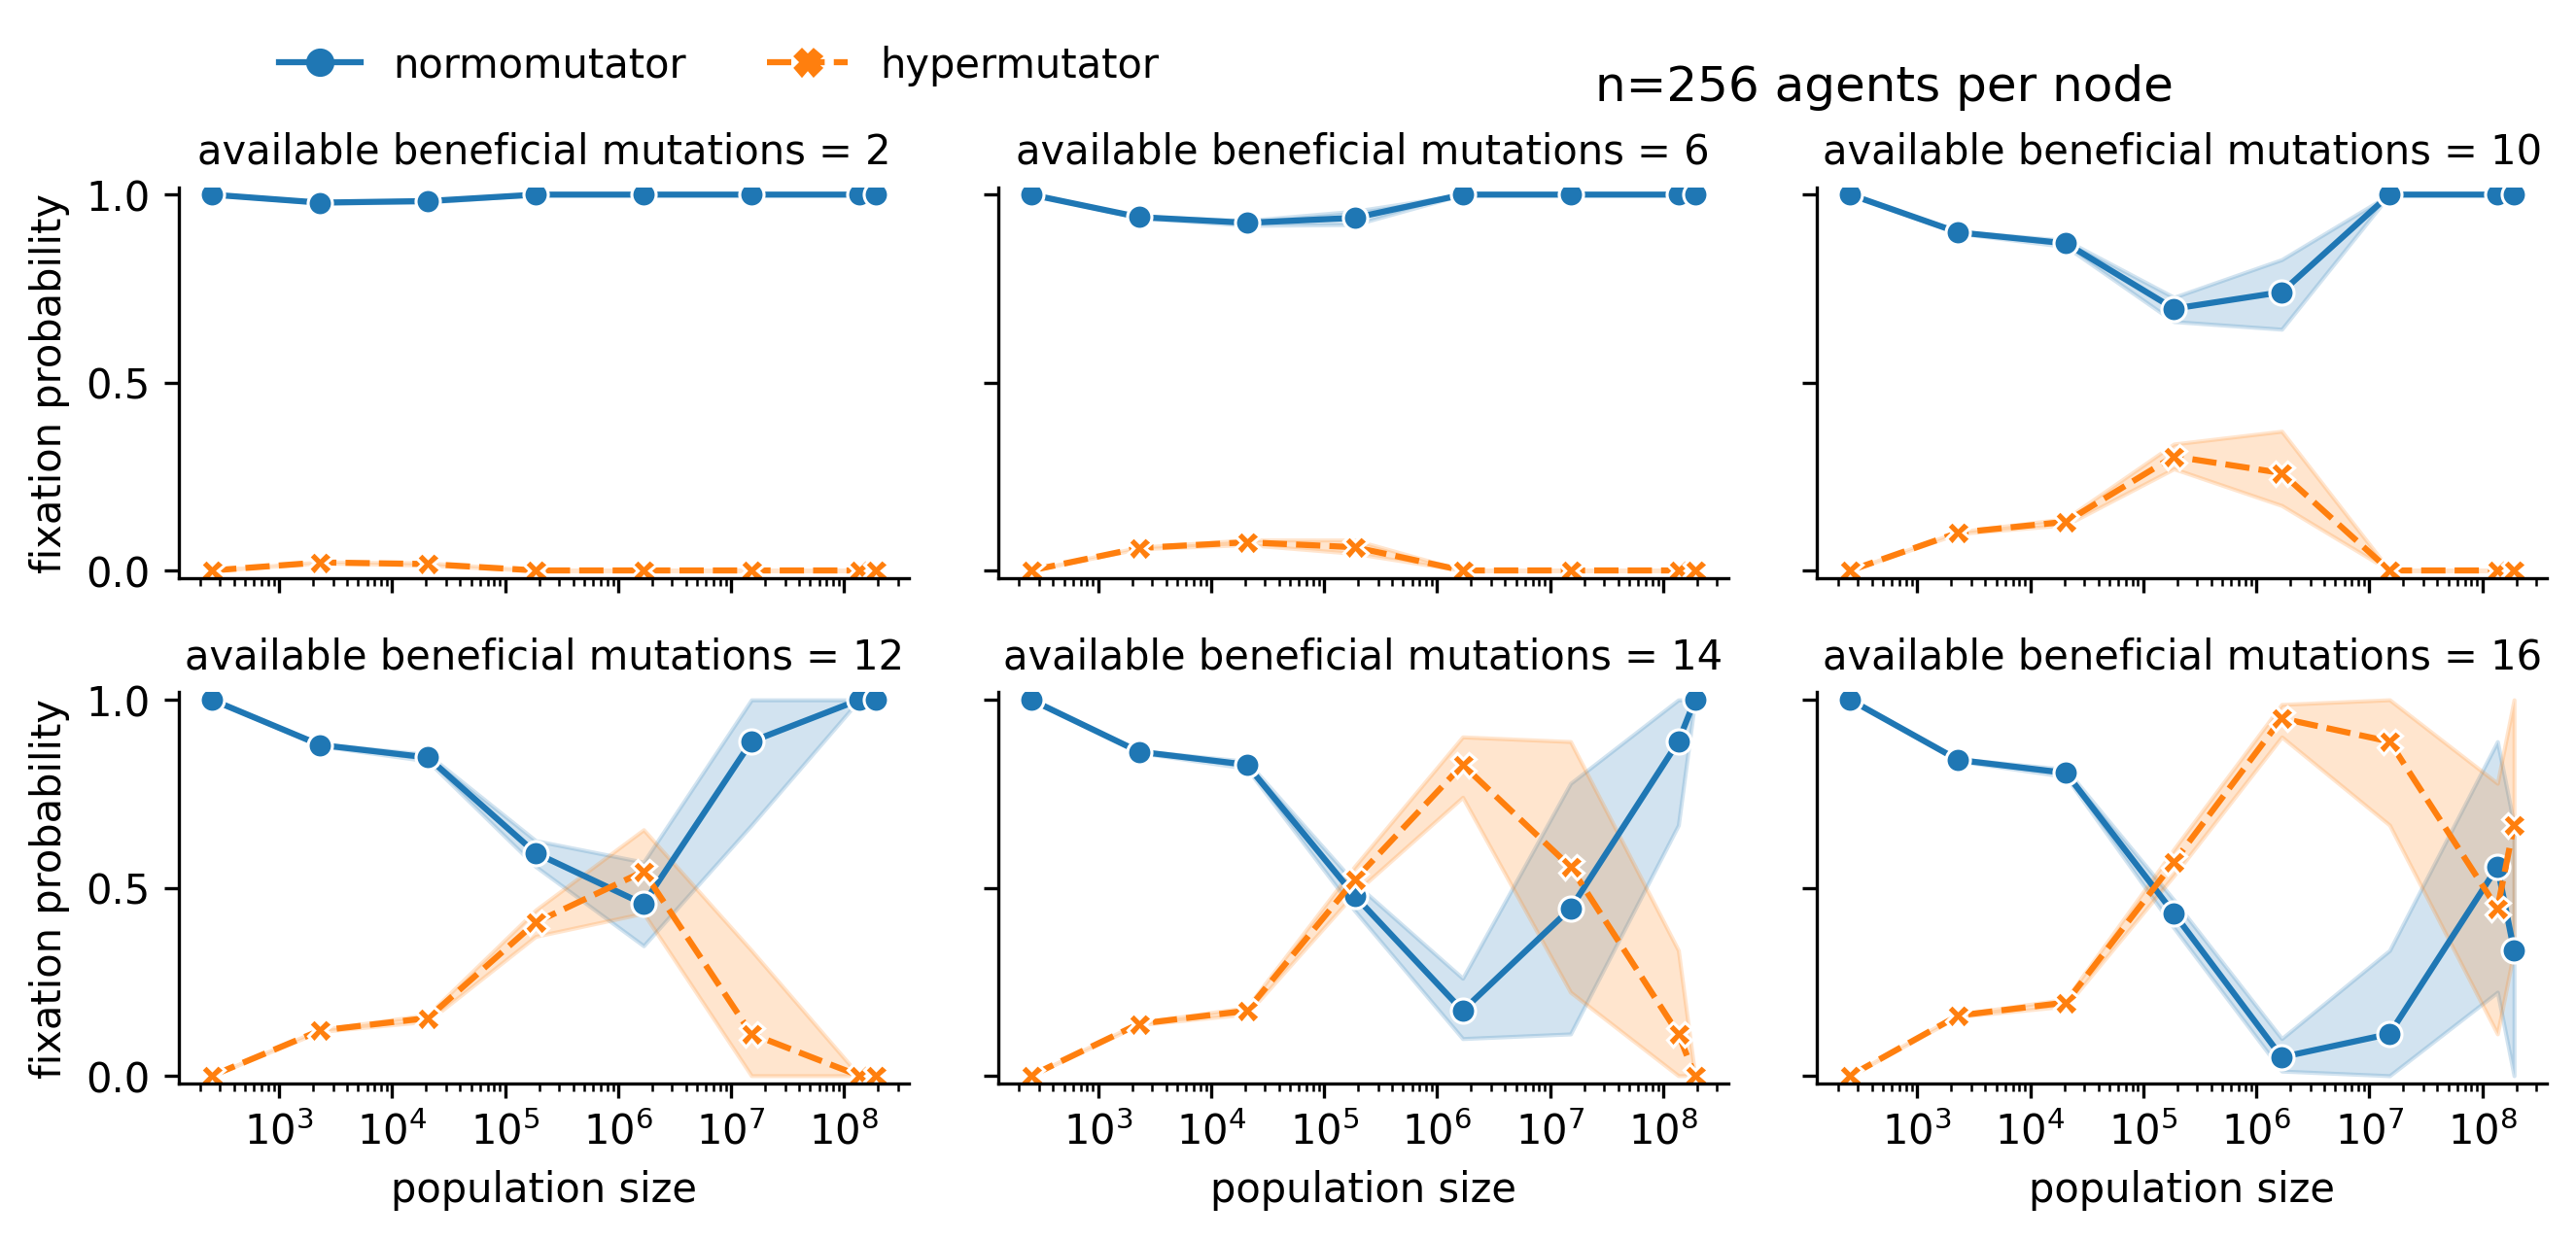 normomutator hypermutator
n=256 agents per node
available beneficial mutations = 2 available beneficial mutations = 6 available beneficial mutations = 10
1.0
0.5
0.0
fixation probability
available beneficial mutations = 12 available beneficial mutations = 14 available beneficial mutations = 16
1.0
0.5
0.0
fixation probability
10³ 10⁴ 10⁵ 10⁶ 10⁷ 10⁸ 10³ 10⁴ 10⁵ 10⁶ 10⁷ 10⁸ 10³ 10⁴ 10⁵ 10⁶ 10⁷ 10⁸
population size population size population size